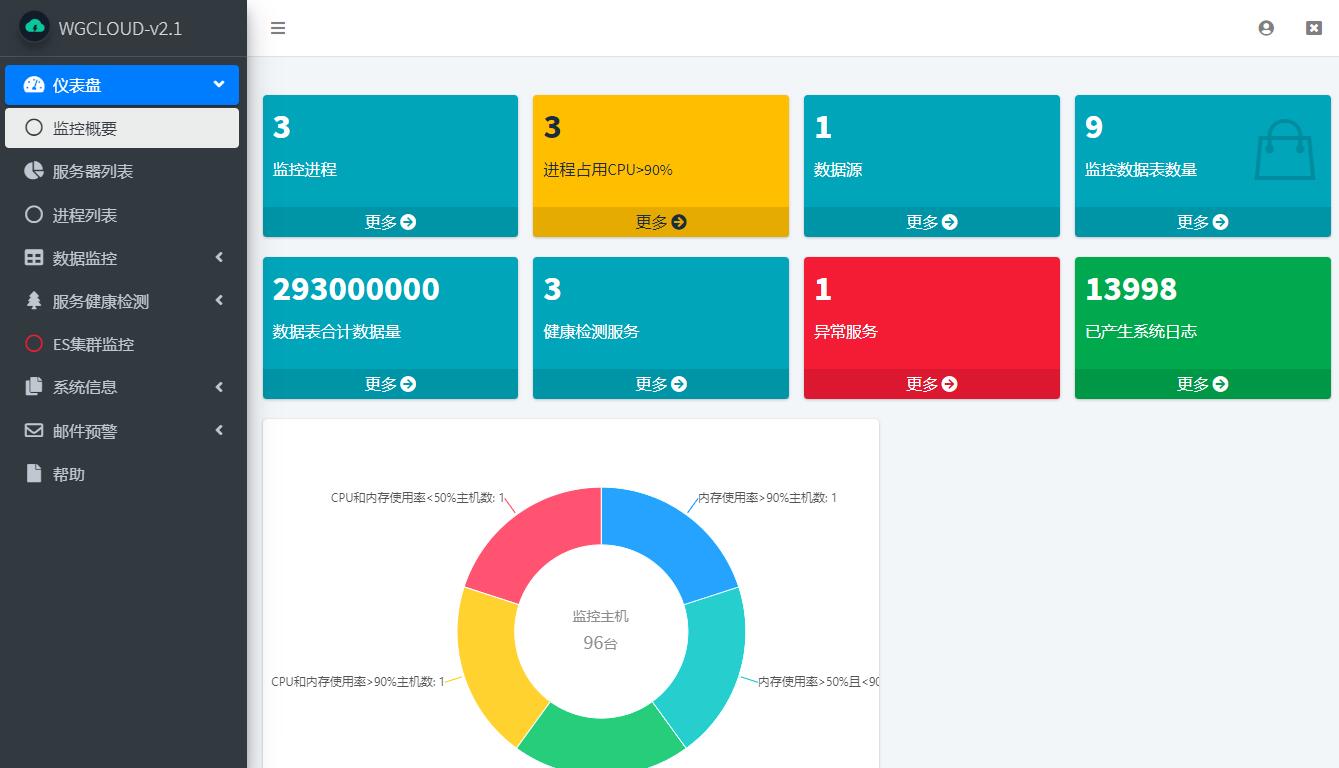 WGCLOUD-v2.1
仪表盘
监控概要
服务器列表
进程列表
数据监控
服务健康检测
ES集群监控
系统信息
邮件预警
帮助
3
监控进程
更多
3
进程占用CPU>90%
更多
1
数据源
更多
9
监控数据表数量
更多
293000000
数据表合计数据量
更多
3
健康检测服务
更多
1
异常服务
更多
13998
已产生系统日志
更多
CPU和内存使用率<50%主机数: 1
内存使用率>90%主机数: 1
监控主机
96台
CPU和内存使用率>90%主机数: 1
内存使用率>50%且<90